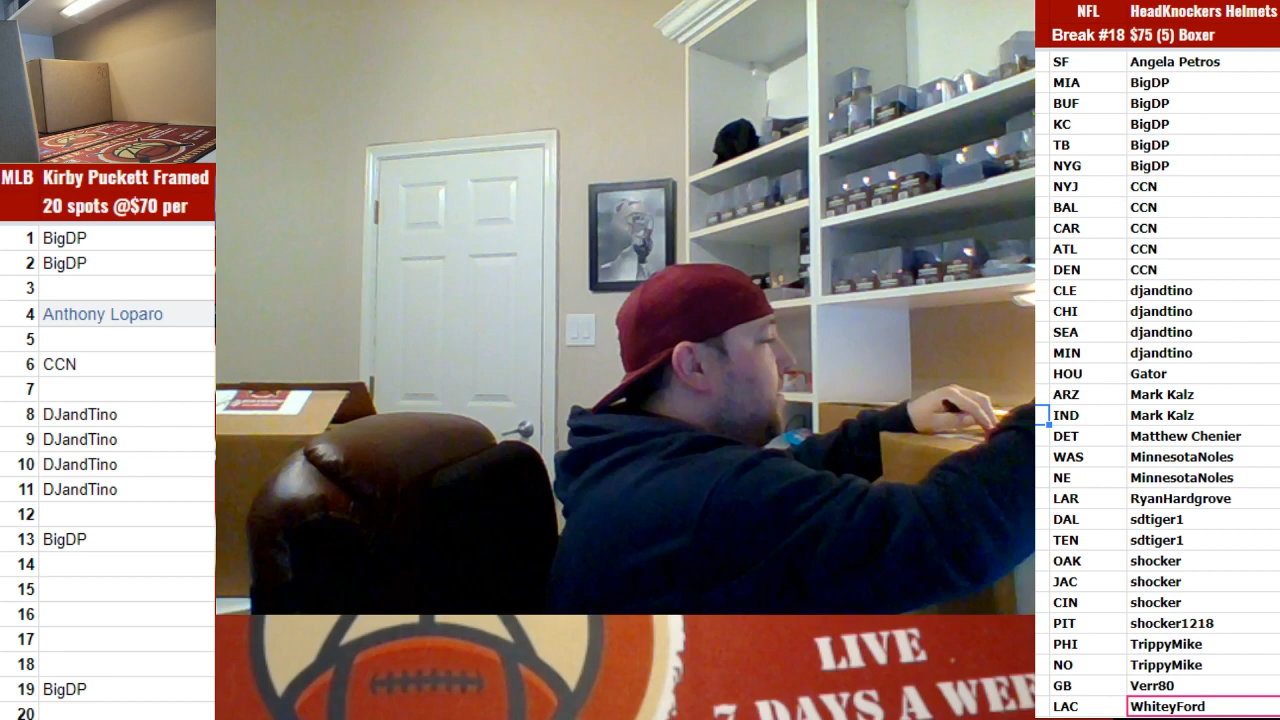 MLB Kirby Puckett Framed
20 spots @$70 per
1 BigDP
2 BigDP
3
4 Anthony Loparo
5
6 CCN
7
8 DJandTino
9 DJandTino
10 DJandTino
11 DJandTino
12
13 BigDP
14
15
16
17
18
19 BigDP
20
LIVE
7 DAYS A WEE
NFL HeadKnockers Helmets
Break #18 $75 (5) Boxer
SF Angela Petros
MIA BigDP
BUF BigDP
KC BigDP
TB BigDP
NYG BigDP
NYJ CCN
BAL CCN
CAR CCN
ATL CCN
DEN CCN
CLE djandtino
CHI djandtino
SEA djandtino
MIN djandtino
HOU Gator
ARZ Mark Kalz
IND Mark Kalz
DET Matthew Chenier
WAS MinnesotaNoles
NE MinnesotaNoles
LAR RyanHardgrove
DAL sdtiger1
TEN sdtiger1
OAK shocker
JAC shocker
CIN shocker
PIT shocker1218
PHI TrippyMike
NO TrippyMike
GB Verr80
LAC WhiteyFord